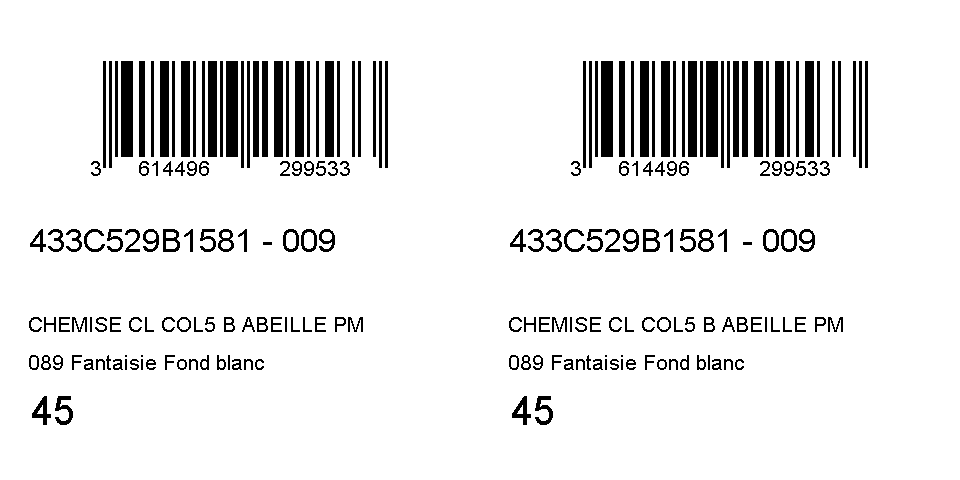 3 614496 299533
433C529B1581 - 009
CHEMISE CL COL5 B ABEILLE PM
089 Fantaisie Fond blanc
45
3 614496 299533
433C529B1581 - 009
CHEMISE CL COL5 B ABEILLE PM
089 Fantaisie Fond blanc
45